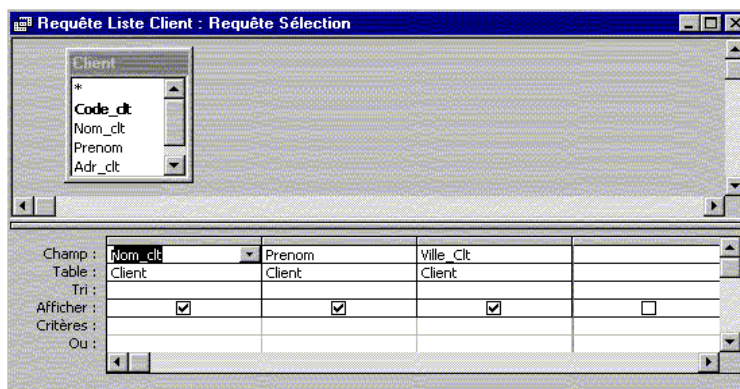 Requête Liste Client : Requête Sélection
Client
*
Code_clt
Nom_clt
Prenom
Adr_clt
Champ : Nom_clt Prenom Ville_Clt
Table : Client Client Client
Tri :
Afficher :
Critères :
Ou :